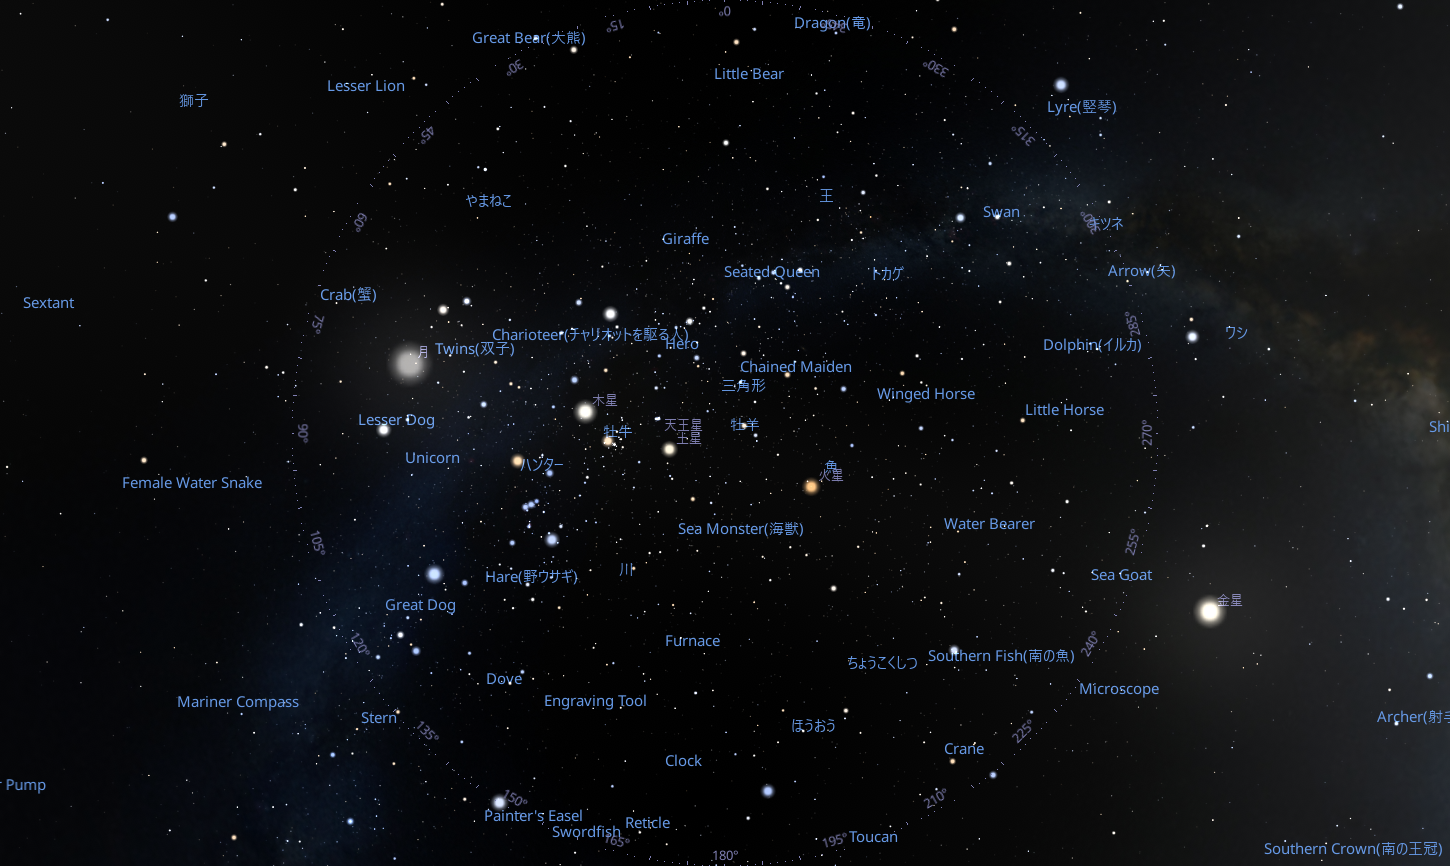 0°
15°
Dragon(竜)
Great Bear(大熊)
30°
330°
Little Bear
Lesser Lion
獅子
Lyre(竪琴)
45°
315°
やまねこ
王
60°
Swan
キツネ
Giraffe
Seated Queen
トカゲ
Arrow(矢)
Crab(蟹)
Sextant
75°
285°
Charioteer(チャリオットを駆る人)
ワシ
Hero
Dolphin(イルカ)
月
Twins(双子)
Chained Maiden
三角形
Winged Horse
木星
Little Horse
Lesser Dog
天王星
牡羊
Shi
90°
牡牛
土星
270°
Unicorn
ハンター
魚
火星
Female Water Snake
Sea Monster(海獣)
Water Bearer
105°
255°
Hare(野ウサギ)
川
Sea Goat
Great Dog
金星
120°
Furnace
240°
ちょうこくしつ
Southern Fish(南の魚)
Dove
Microscope
Mariner Compass
Engraving Tool
Stern
Archer(射手
135°
ほうおう
225°
Crane
Clock
r Pump
150°
210°
Painter's Easel
Swordfish
Reticle
165°
195°
Toucan
180°
Southern Crown(南の王冠)